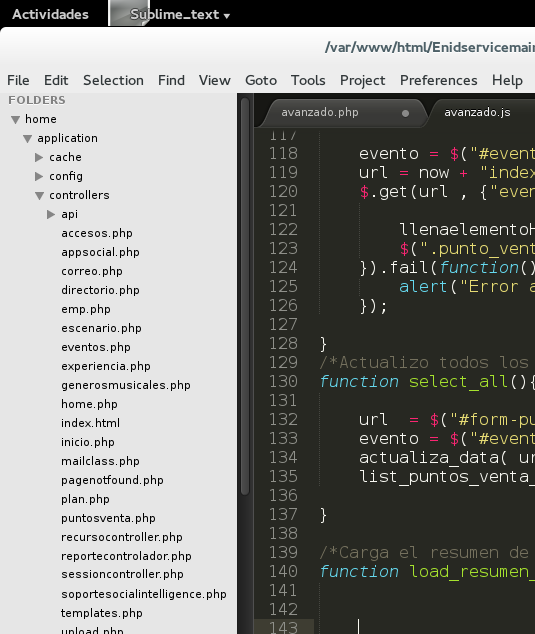 Actividades Sublime_text
/var/www/html/Enidservicemain
File Edit Selection Find View Goto Tools Project Preferences Help
FOLDERS
home
application
cache
config
controllers
api
accesos.php
appsocial.php
correo.php
directorio.php
emp.php
escenario.php
eventos.php
experiencia.php
generosmusicales.php
home.php
index.html
inicio.php
mailclass.php
pagenotfound.php
plan.php
puntosventa.php
recursocontroller.php
reportecontrolador.php
sessioncontroller.php
soportesocialintelligence.php
templates.php
upload.php
avanzado.php avanzado.js
117
118 evento = $("#event
119 url = now + "index
120 $.get(url , {"even
121
122 llenaelementoH
123 $(".punto_vent
124 }).fail(function()
125 alert("Error a
126 });
127
128 }
129 /*Actualizo todos los
130 function select_all(){
131
132 url = $("#form-pu
133 evento = $("#event
134 actualiza_data( ur
135 list_puntos_venta_
136
137 }
138
139 /*Carga el resumen de
140 function load_resumen_
141
142
143